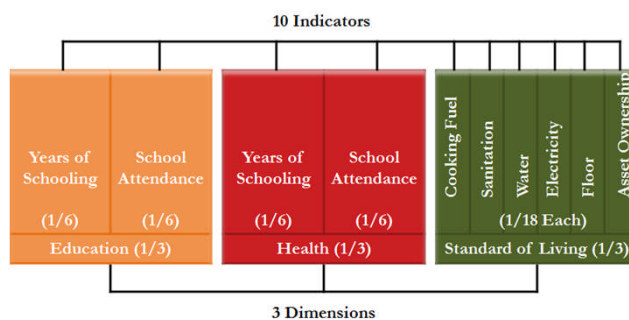 10 Indicators
Years of
Schooling
(1/6)
School
Attendance
(1/6)
Education (1/3)
Years of
Schooling
(1/6)
School
Attendance
(1/6)
Health (1/3)
Cooking Fuel
Sanitation
Water
Electricity
Floor
Asset Ownership
(1/18 Each)
Standard of Living (1/3)
3 Dimensions